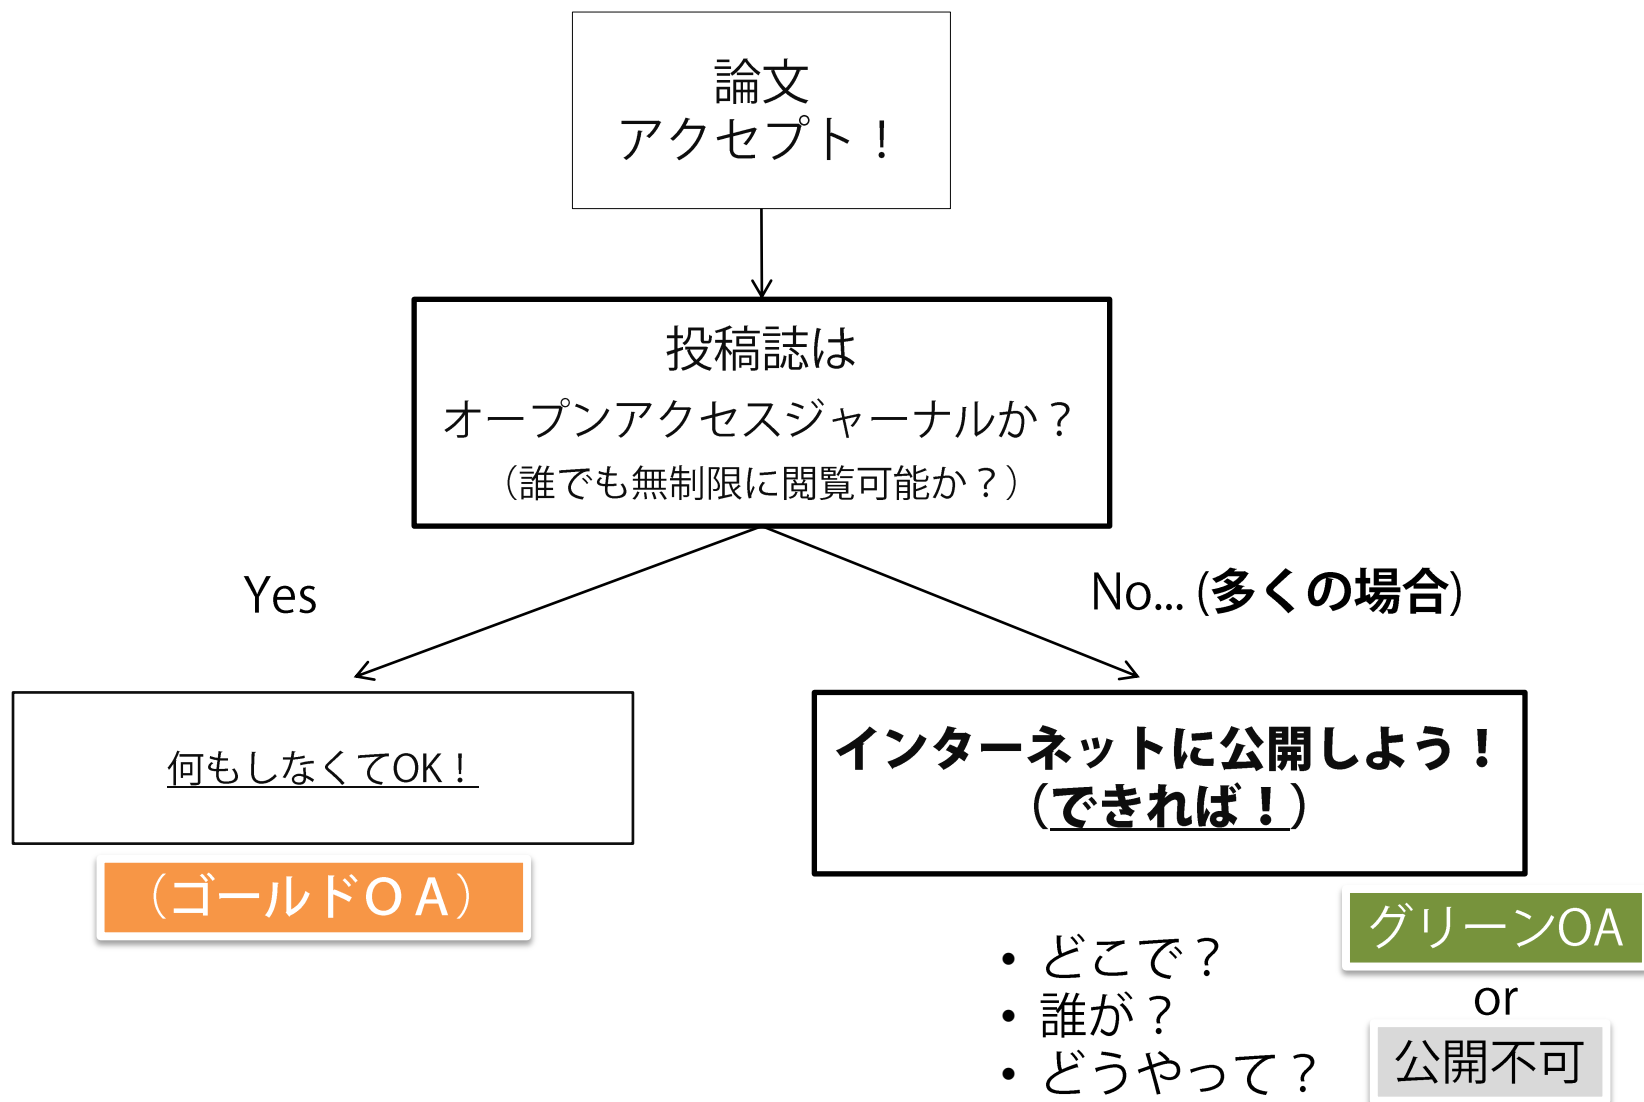 論文
アクセプト！
投稿誌は
オープンアクセスジャーナルか？
（誰でも無制限に閲覧可能か？）
Yes
No... (多くの場合)
何もしなくてOK！
（ゴールドＯＡ）
インターネットに公開しよう！
（できれば！）
グリーンOA
or
公開不可
• どこで？
• 誰が？
• どうやって？